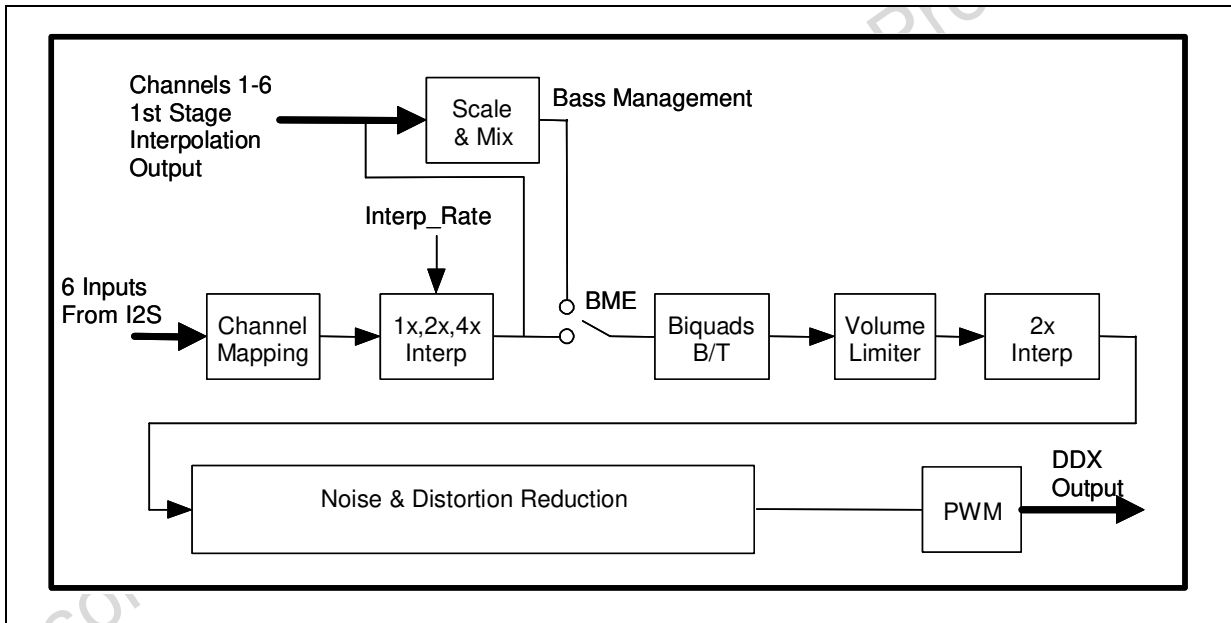 Channels 1-6
1st Stage
Interpolation
Output
Scale
& Mix
Bass Management
Interp_Rate
6 Inputs
From I2S
Channel
Mapping
1x,2x,4x
Interp
BME
Biquads
B/T
Volume
Limiter
2x
Interp
Noise & Distortion Reduction
PWM
DDX
Output